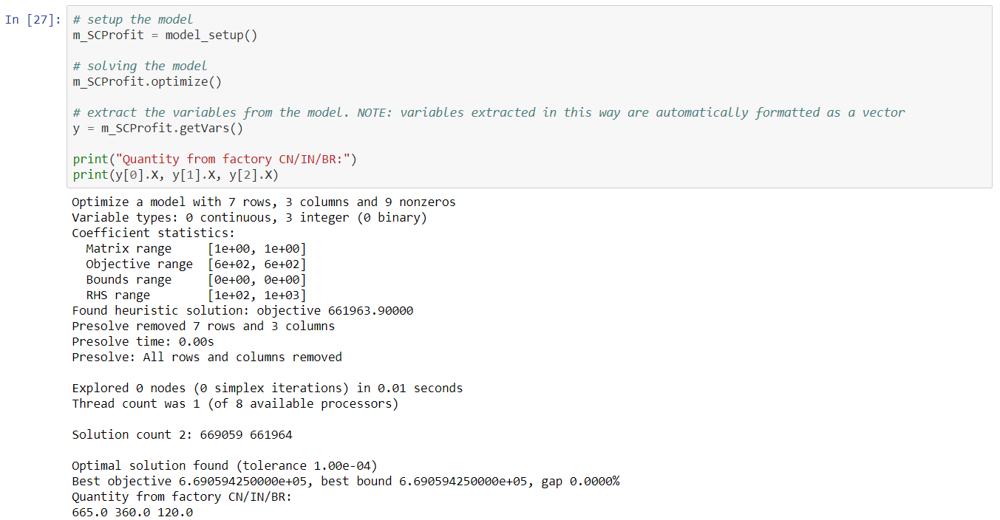 In [27]: # setup the model
m_SCProfit = model_setup()
# solving the model
m_SCProfit.optimize()
# extract the variables from the model. NOTE: variables extracted in this way are automatically formatted as a vector
y = m_SCProfit.getVars()
print("Quantity from factory CN/IN/BR:")
print(y[0].X, y[1].X, y[2].X)
Optimize a model with 7 rows, 3 columns and 9 nonzeros
Variable types: 0 continuous, 3 integer (0 binary)
Coefficient statistics:
  Matrix range     [1e+00, 1e+00]
  Objective range  [6e+02, 6e+02]
  Bounds range     [0e+00, 0e+00]
  RHS range        [1e+02, 1e+03]
Found heuristic solution: objective 661963.90000
Presolve removed 7 rows and 3 columns
Presolve time: 0.00s
Presolve: All rows and columns removed
Explored 0 nodes (0 simplex iterations) in 0.01 seconds
Thread count was 1 (of 8 available processors)
Solution count 2: 669059 661964
Optimal solution found (tolerance 1.00e-04)
Best objective 6.690594250000e+05, best bound 6.690594250000e+05, gap 0.0000%
Quantity from factory CN/IN/BR:
665.0 360.0 120.0